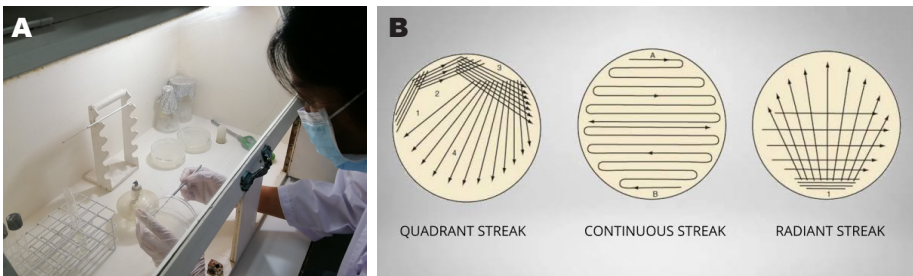 A
B
1
2
3
4
A
B
1
QUADRANT STREAK
CONTINUOUS STREAK
RADIANT STREAK